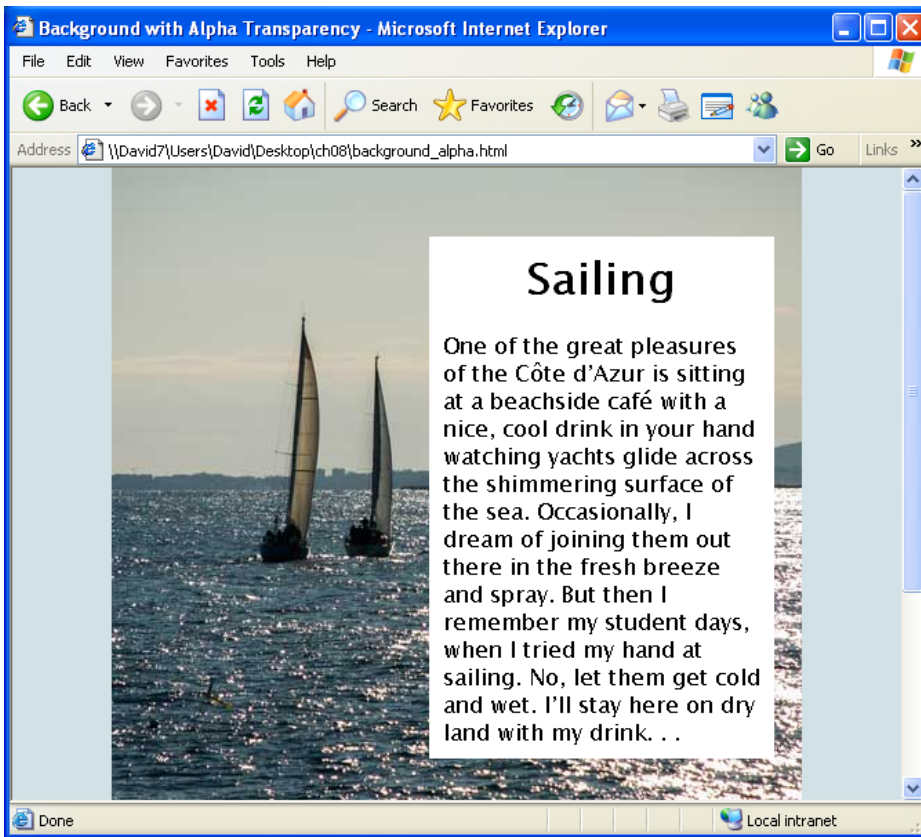 Background with Alpha Transparency - Microsoft Internet Explorer
File Edit View Favorites Tools Help
Back Search Favorites
Address \\David7\Users\David\Desktop\ch08\background_alpha.html Go Links »
Sailing
One of the great pleasures
of the Côte d’Azur is sitting
at a beachside café with a
nice, cool drink in your hand
watching yachts glide across
the shimmering surface of
the sea. Occasionally, I
dream of joining them out
there in the fresh breeze
and spray. But then I
remember my student days,
when I tried my hand at
sailing. No, let them get cold
and wet. I’ll stay here on dry
land with my drink. . .
Done Local intranet